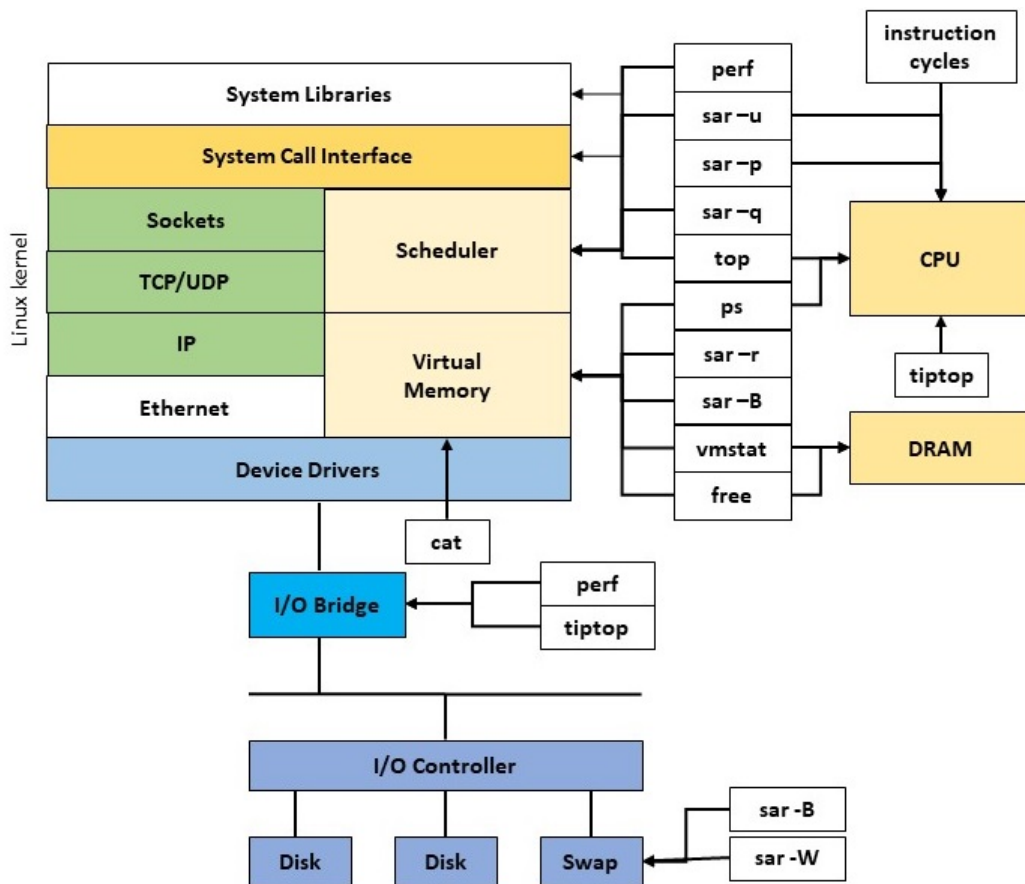 instruction
cycles
perf
System Libraries
sar –u
System Call Interface
sar –p
Sockets
sar –q
Scheduler
top
CPU
TCP/UDP
ps
Linux kernel
IP
sar –r
Virtual
Memory
tiptop
sar –B
Ethernet
vmstat
DRAM
Device Drivers
free
cat
I/O Bridge
perf
tiptop
I/O Controller
sar -B
Disk
Disk
Swap
sar -W